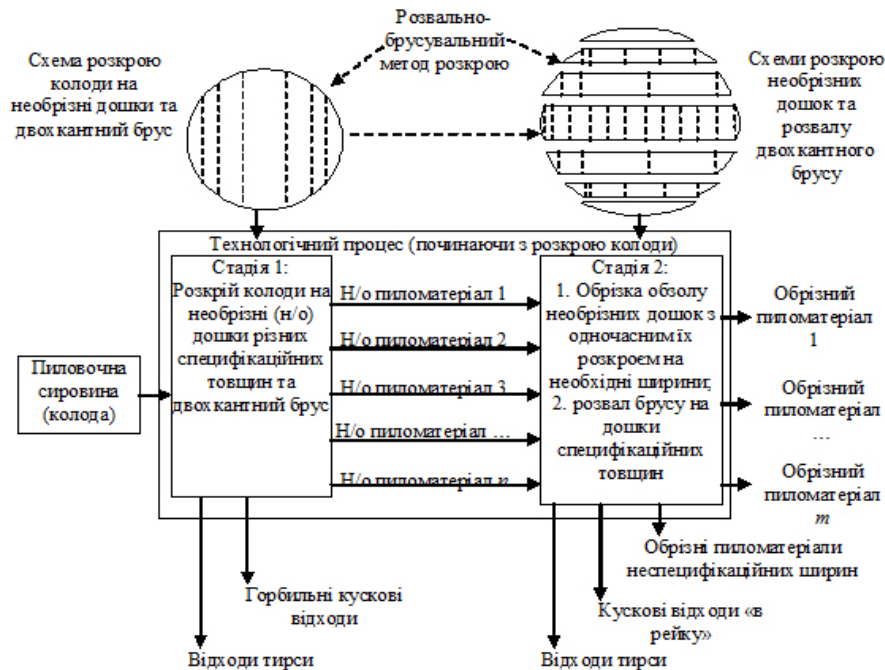 Розвально-
брусувальний
метод розкрою
Схема розкрою
колоди на
необрізні дошки та
двохкантний брус
Схеми розкрою
необрізних
дошок та
розвалу
двохкантного
брусу
Технологічний процес (починаючи з розкрою колоди)
Стадія 1:
Розкрій колоди на
необрізні (н/о)
дошки різних
специфікаційних
товщин та
двохкантний брус
Н/о пиломатеріал 1
Н/о пиломатеріал 2
Н/о пиломатеріал 3
Н/о пиломатеріал ...
Н/о пиломатеріал n
Стадія 2:
1. Обрізка обзолу
необрізних дошок з
одночасним їх
розкроєм на
необхідні ширини;
2. розвал брусу на
дошки
специфікаційних
товщин
Обрізний
пиломатеріал
1
Обрізний
пиломатеріал
...
Обрізний
пиломатеріал
m
Пиловочна
сировина
(колода)
Обрізні пиломатеріали
неспецифікаційних ширин
Горбильні кускові
відходи
Кускові відходи «в
рейку»
Відходи тирси
Відходи тирси